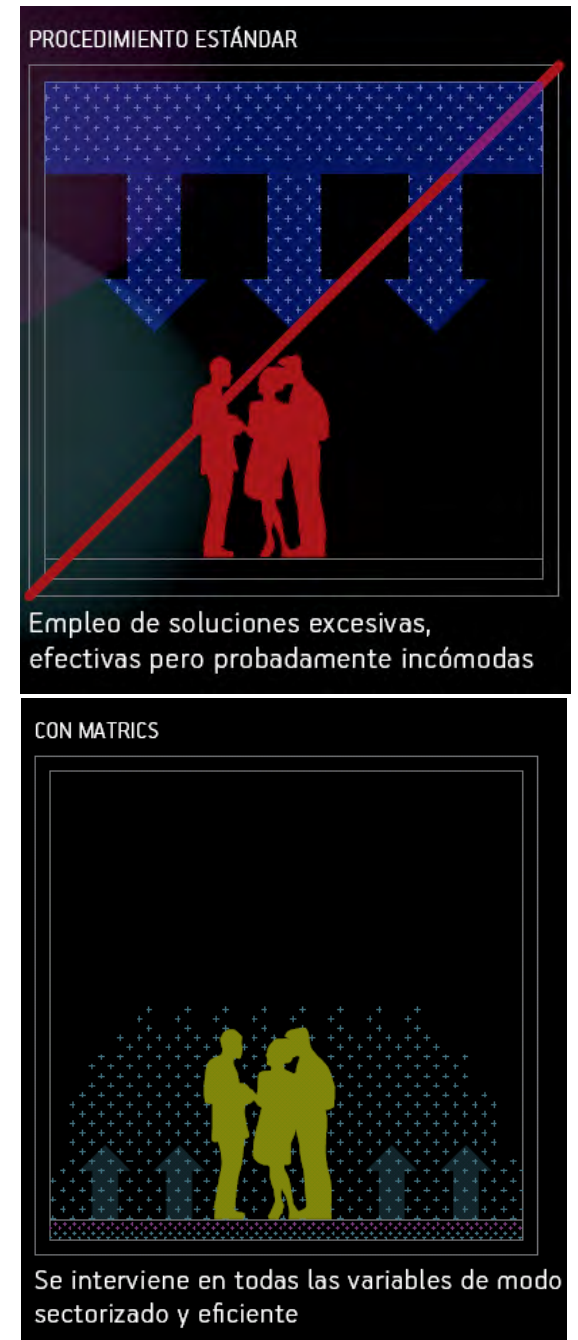 PROCEDIMIENTO ESTÁNDAR
Empleo de soluciones excesivas,
efectivas pero probadamente incómodas
CON MATRICS
Se interviene en todas las variables de modo
sectorizado y eficiente